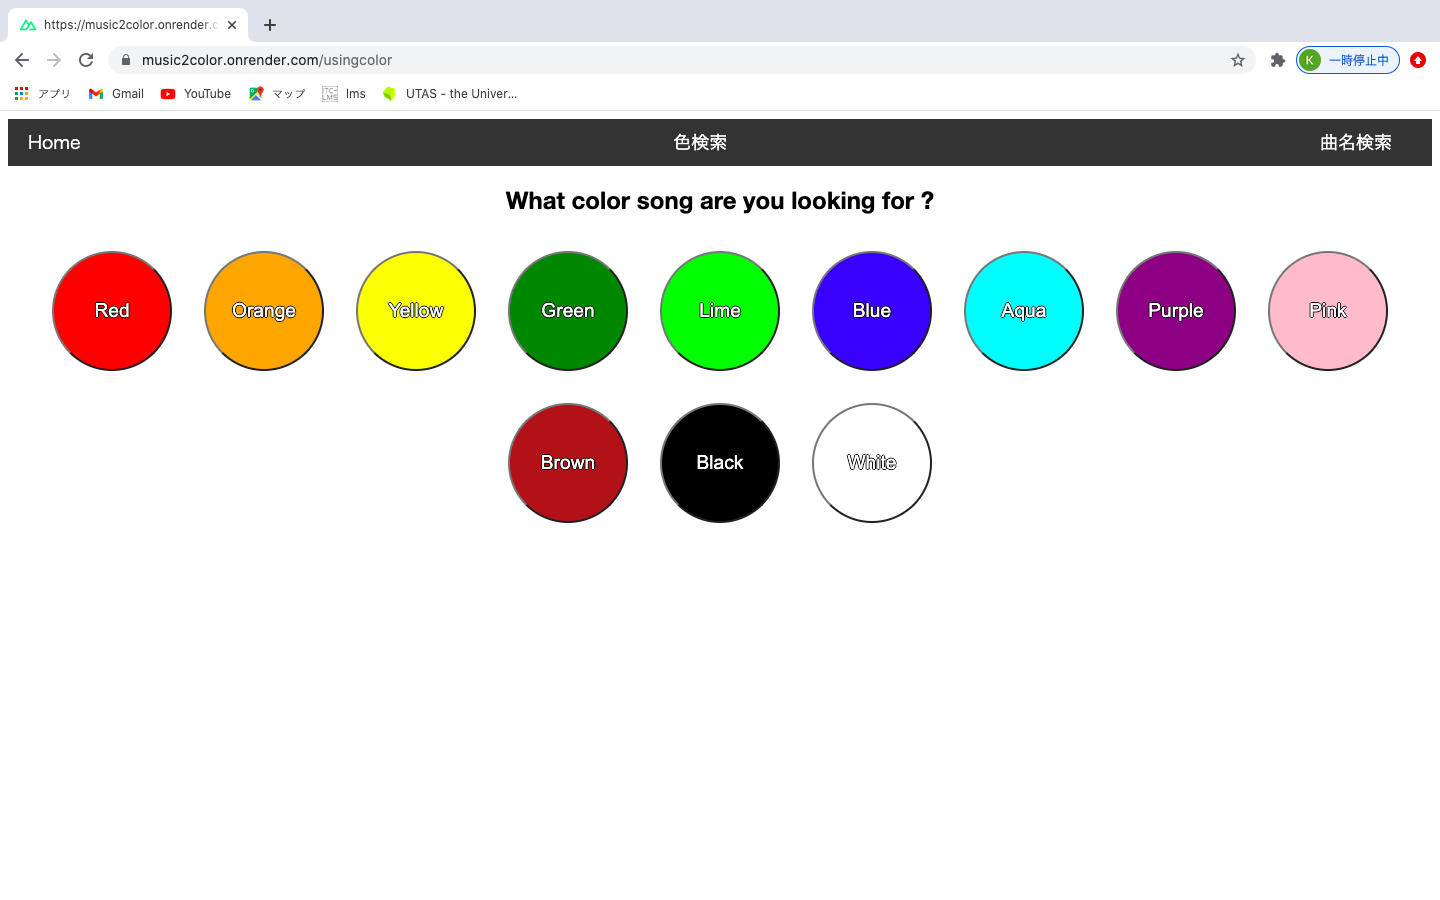 https://music2color.onrender.c
music2color.onrender.com/usingcolor
K 一時停止中
アプリ Gmail YouTube マップ ITC-LMS lms UTAS - the Univer...
Home 色検索 曲名検索
What color song are you looking for ?
Red Orange Yellow Green Lime Blue Aqua Purple Pink
Brown Black White